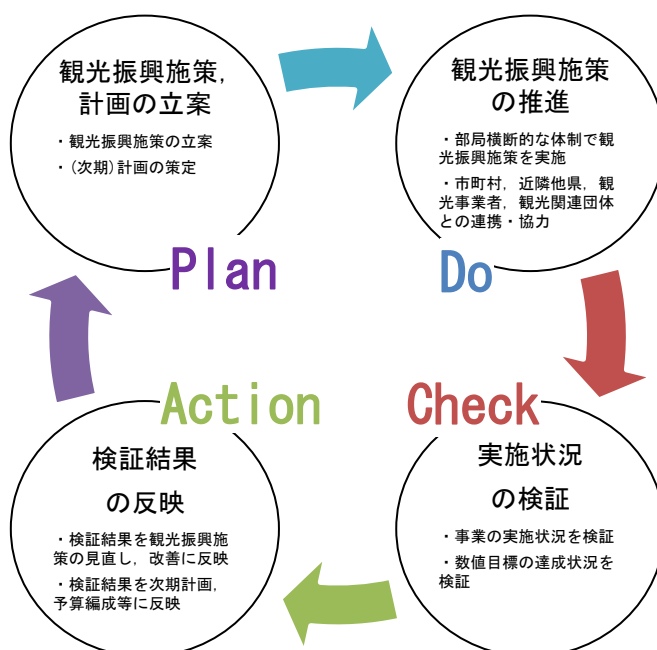 観光振興施策,
計画の立案
・観光振興施策の立案
・(次期)計画の策定
Plan
観光振興施策
の推進
・部局横断的な体制で観
光振興施策を実施
・市町村，近隣他県，観
光事業者，観光関連団体
との連携・協力
Do
Check
実施状況
の検証
・事業の実施状況を検証
・数値目標の達成状況を
検証
Action
検証結果
の反映
・検証結果を観光振興施
策の見直し，改善に反映
・検証結果を次期計画，
予算編成等に反映